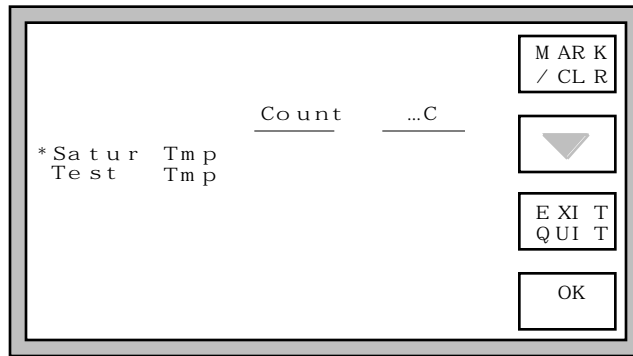 MARK
/CLR
Count ...C
*Satur Tmp
Test Tmp
EXIT
QUIT
OK